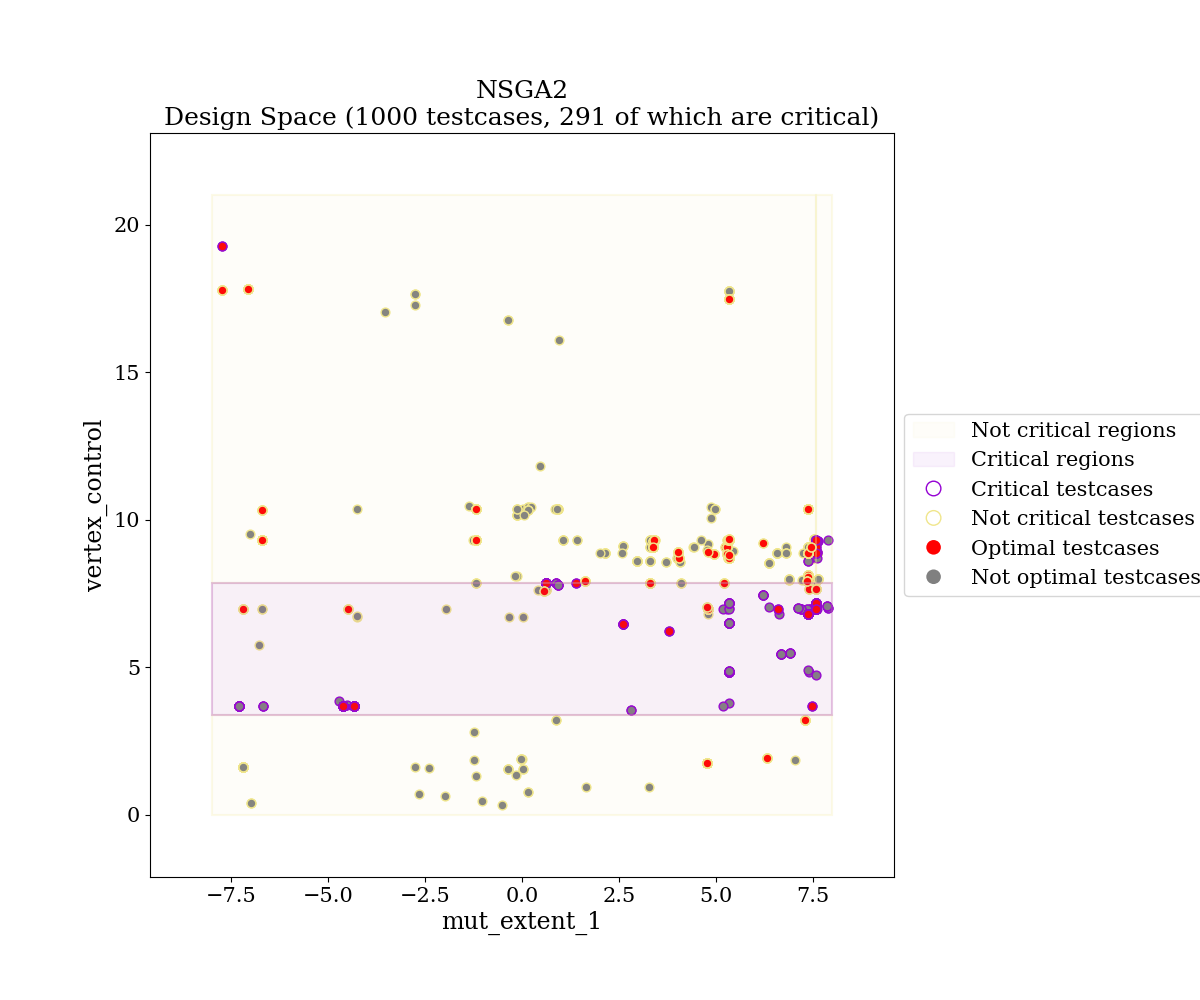 NSGA2
Design Space (1000 testcases, 291 of which are critical)
20
15
10
5
0
vertex_control
−7.5
−5.0
−2.5
0.0
2.5
5.0
7.5
mut_extent_1
Not critical regions
Critical regions
Critical testcases
Not critical testcases
Optimal testcases
Not optimal testcases